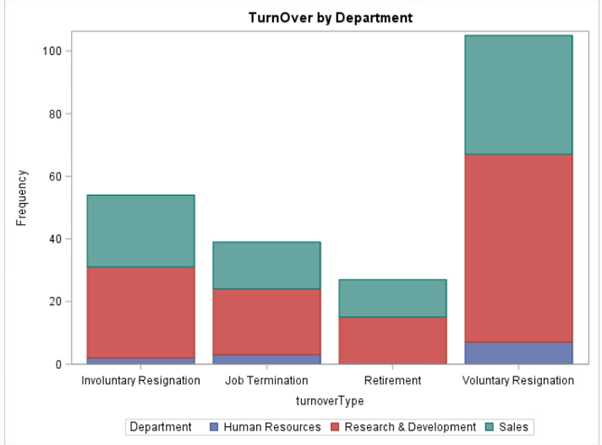 TurnOver by Department
Frequency
100
80
60
40
20
0
Involuntary Resignation Job Termination Retirement Voluntary Resignation
turnoverType
Department Human Resources Research & Development Sales